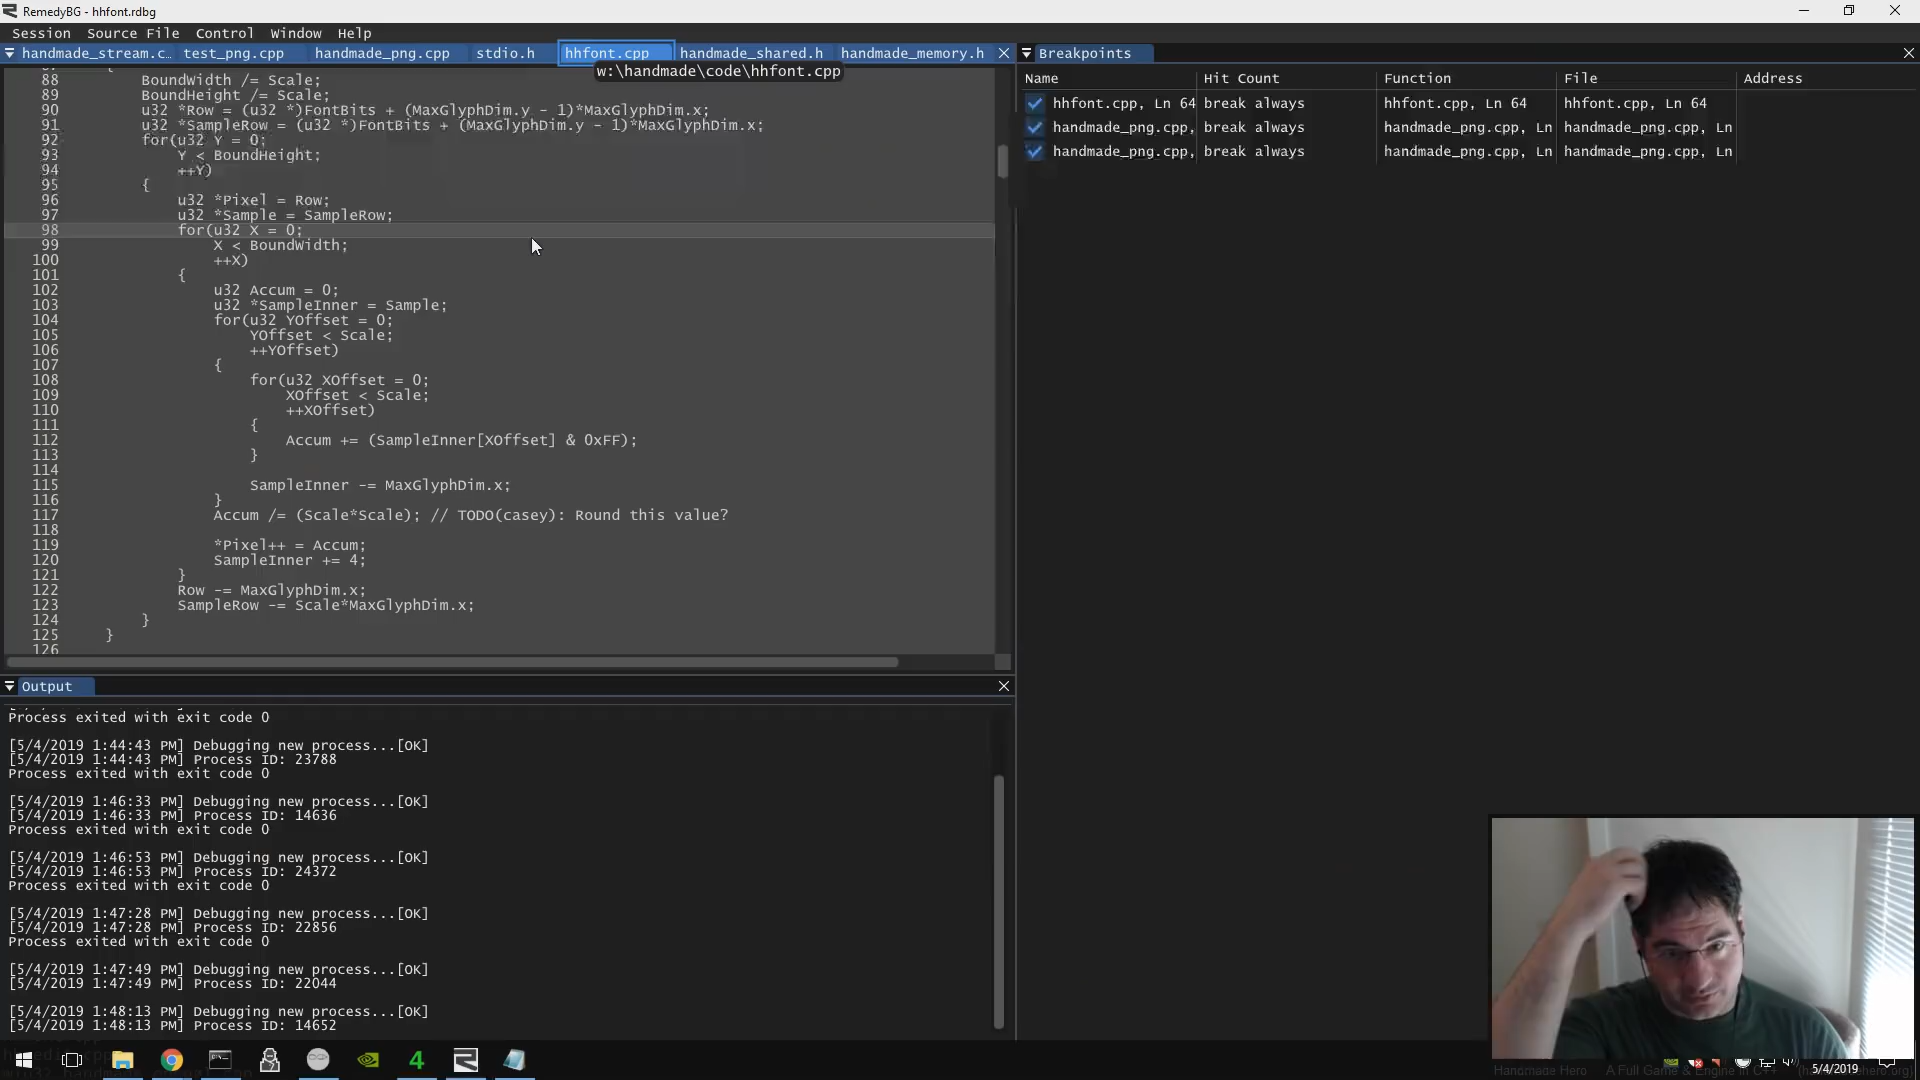 RemedyBG - hhfont.rdbg
Session Source File Control Window Help
handmade_stream.c… test_png.cpp handmade_png.cpp stdio.h hhfont.cpp handmade_shared.h handmade_memory.h
w:\handmade\code\hhfont.cpp
88 BoundWidth /= Scale;
89 BoundHeight /= Scale;
90 u32 *Row = (u32 *)FontBits + (MaxGlyphDim.y - 1)*MaxGlyphDim.x;
91 u32 *SampleRow = (u32 *)FontBits + (MaxGlyphDim.y - 1)*MaxGlyphDim.x;
92 for(u32 Y = 0;
93 Y < BoundHeight;
94 ++Y)
95 {
96 u32 *Pixel = Row;
97 u32 *Sample = SampleRow;
98 for(u32 X = 0;
99 X < BoundWidth;
100 ++X)
101 {
102 u32 Accum = 0;
103 u32 *SampleInner = Sample;
104 for(u32 YOffset = 0;
105 YOffset < Scale;
106 ++YOffset)
107 {
108 for(u32 XOffset = 0;
109 XOffset < Scale;
110 ++XOffset)
111 {
112 Accum += (SampleInner[XOffset] & 0xFF);
113 }
114
115 SampleInner -= MaxGlyphDim.x;
116 }
117 Accum /= (Scale*Scale); // TODO(casey): Round this value?
118
119 *Pixel++ = Accum;
120 SampleInner += 4;
121 }
122 Row -= MaxGlyphDim.x;
123 SampleRow -= Scale*MaxGlyphDim.x;
124 }
125 }
126
Output
Process exited with exit code 0
[5/4/2019 1:44:43 PM] Debugging new process...[OK]
[5/4/2019 1:44:43 PM] Process ID: 23788
Process exited with exit code 0
[5/4/2019 1:46:33 PM] Debugging new process...[OK]
[5/4/2019 1:46:33 PM] Process ID: 14636
Process exited with exit code 0
[5/4/2019 1:46:53 PM] Debugging new process...[OK]
[5/4/2019 1:46:53 PM] Process ID: 24372
Process exited with exit code 0
[5/4/2019 1:47:28 PM] Debugging new process...[OK]
[5/4/2019 1:47:28 PM] Process ID: 22856
Process exited with exit code 0
[5/4/2019 1:47:49 PM] Debugging new process...[OK]
[5/4/2019 1:47:49 PM] Process ID: 22044
[5/4/2019 1:48:13 PM] Debugging new process...[OK]
[5/4/2019 1:48:13 PM] Process ID: 14652
Breakpoints
Name Hit Count Function File Address
hhfont.cpp, Ln 64 break always hhfont.cpp, Ln 64 hhfont.cpp, Ln 64
handmade_png.cpp, break always handmade_png.cpp, Ln handmade_png.cpp, Ln
handmade_png.cpp, break always handmade_png.cpp, Ln handmade_png.cpp, Ln
4
5/4/2019
Handmade Hero A Full Game & Engine in C++